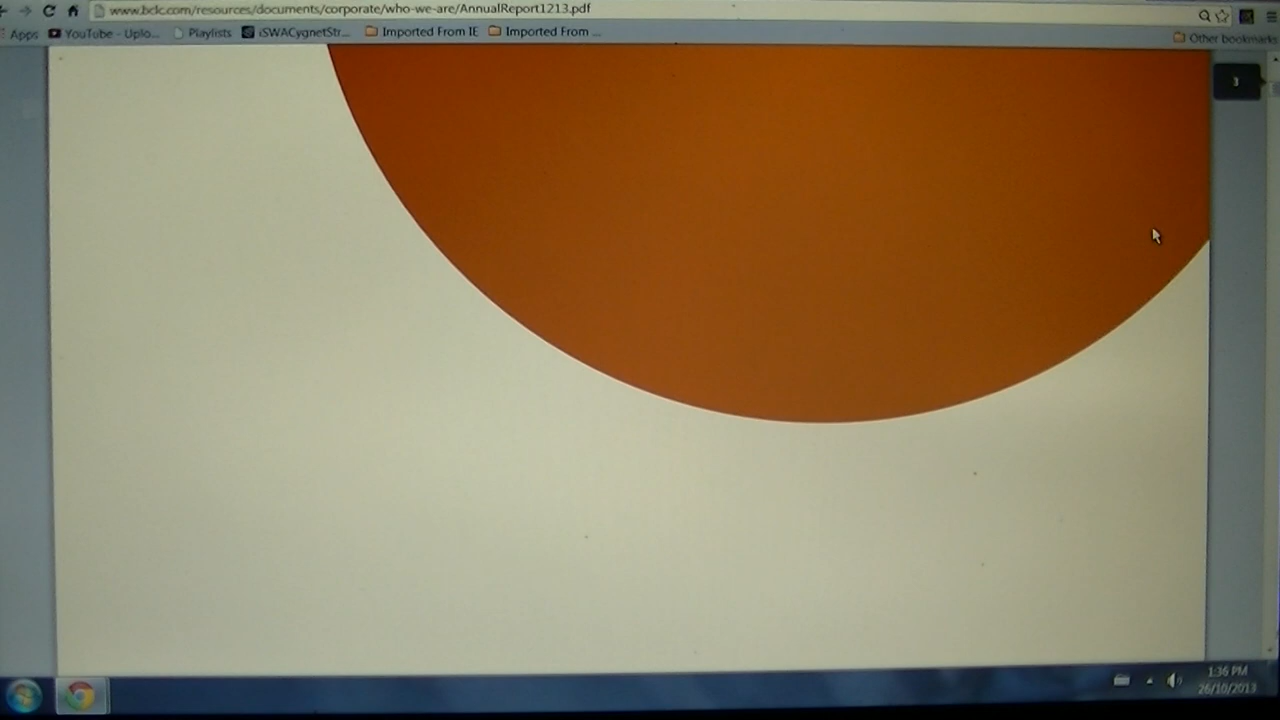 www.bclc.com/resources/documents/corporate/who-we-are/AnnualReport1213.pdf
Apps YouTube - Uplo... Playlists iSWACygnetStr... Imported From IE Imported From ... Other bookmarks
3
1:36 PM
26/10/2013